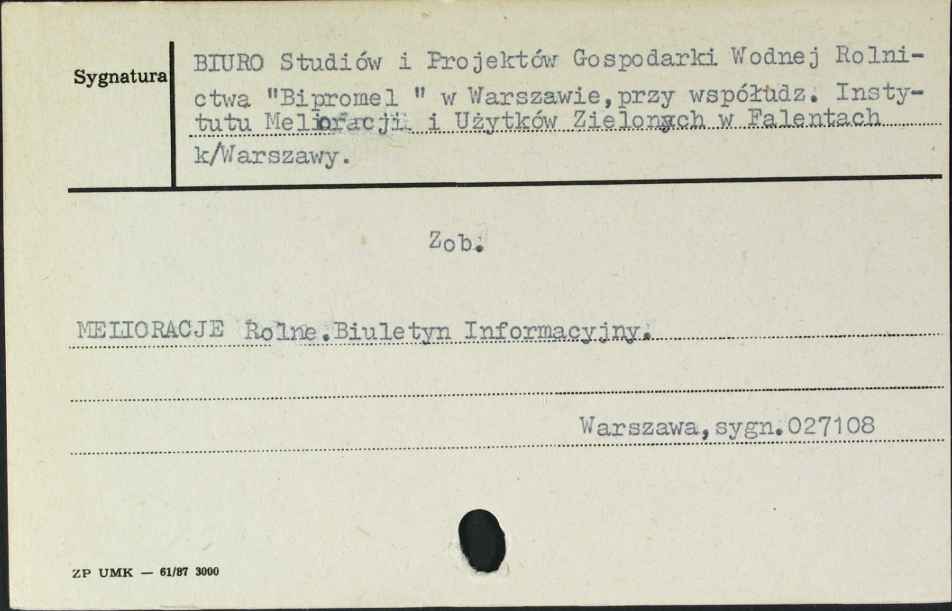 Sygnatura
BIURO Studiów i Projektów Gospodarki Wodnej Rolni-
ctwa "Bipromel " w Warszawie,przy współudz. Insty-
tutu Melioracji i Użytków Zielonych w Falentach
k/Warszawy.
Zob.
MELIORACJE Rolne.Biuletyn Informacyjny.
Warszawa,sygn.027108
ZP UMK — 61/87 3000